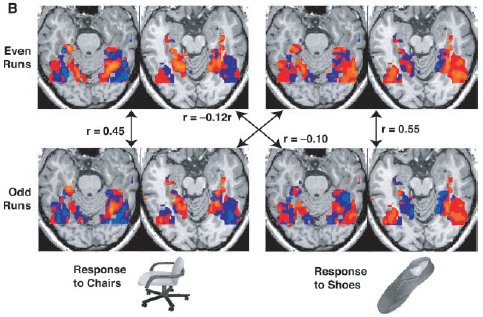 B
Even
Runs
r = 0.45
r = −0.12r
r = −0.10
r = 0.55
Odd
Runs
Response
to Chairs
Response
to Shoes